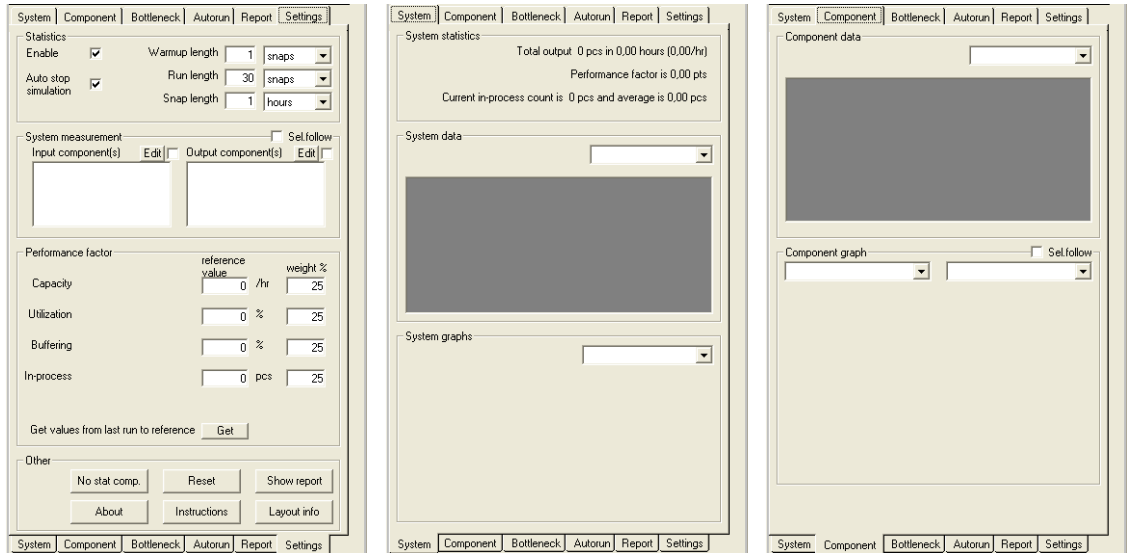 System Component Bottleneck Autorun Report Settings
Statistics
Enable Warmup length 1 snaps
Auto stop simulation Run length 30 snaps
Snap length 1 hours
System measurement Sel.follow
Input component(s) Edit Output component(s) Edit
Performance factor
reference value weight %
Capacity 0 /hr 25
Utilization 0 % 25
Buffering 0 % 25
In-process 0 pcs 25
Get values from last run to reference Get
Other
No stat comp. Reset Show report
About Instructions Layout info
System Component Bottleneck Autorun Report Settings
System Component Bottleneck Autorun Report Settings
System statistics
Total output 0 pcs in 0,00 hours (0,00/hr)
Performance factor is 0,00 pts
Current in-process count is 0 pcs and average is 0,00 pcs
System data
System graphs
System Component Bottleneck Autorun Report Settings
System Component Bottleneck Autorun Report Settings
Component data
Component graph Sel.follow
System Component Bottleneck Autorun Report Settings